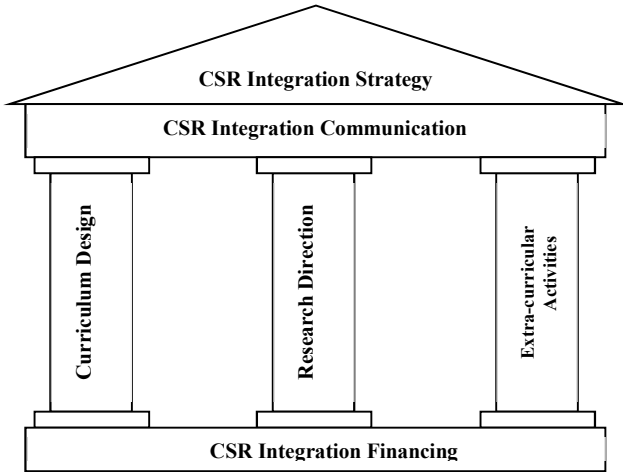 CSR Integration Strategy
CSR Integration Communication
Curriculum Design
Research Direction
Extra-curricular
Activities
CSR Integration Financing